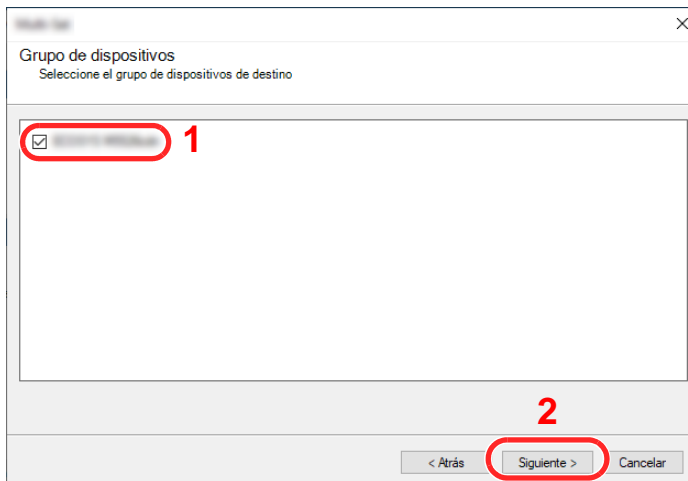 Grupo de dispositivos
Seleccione el grupo de dispositivos de destino
1
2
< Atrás
Siguiente >
Cancelar